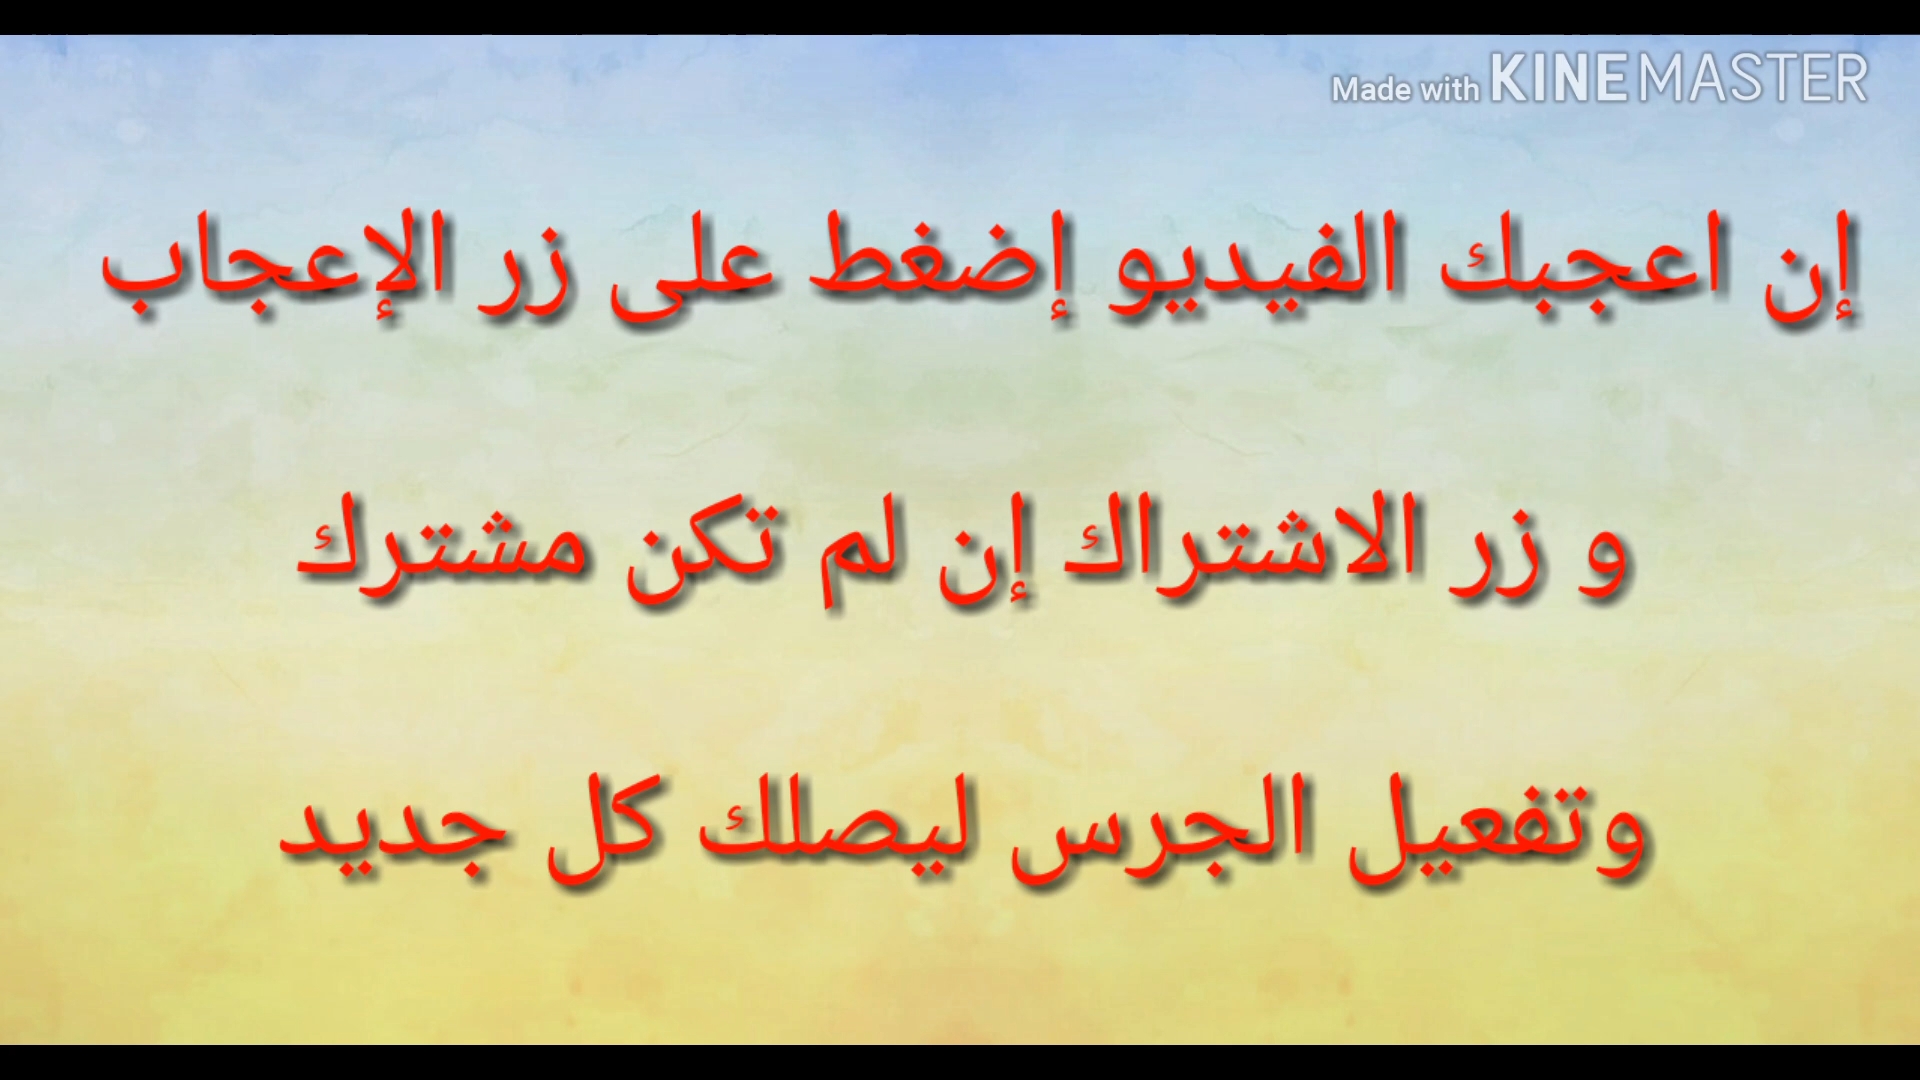 Made with KINEMASTER
إن اعجبك الفيديو إضغط على زر الإعجاب
و زر الاشتراك إن لم تكن مشترك
وتفعيل الجرس ليصلك كل جديد